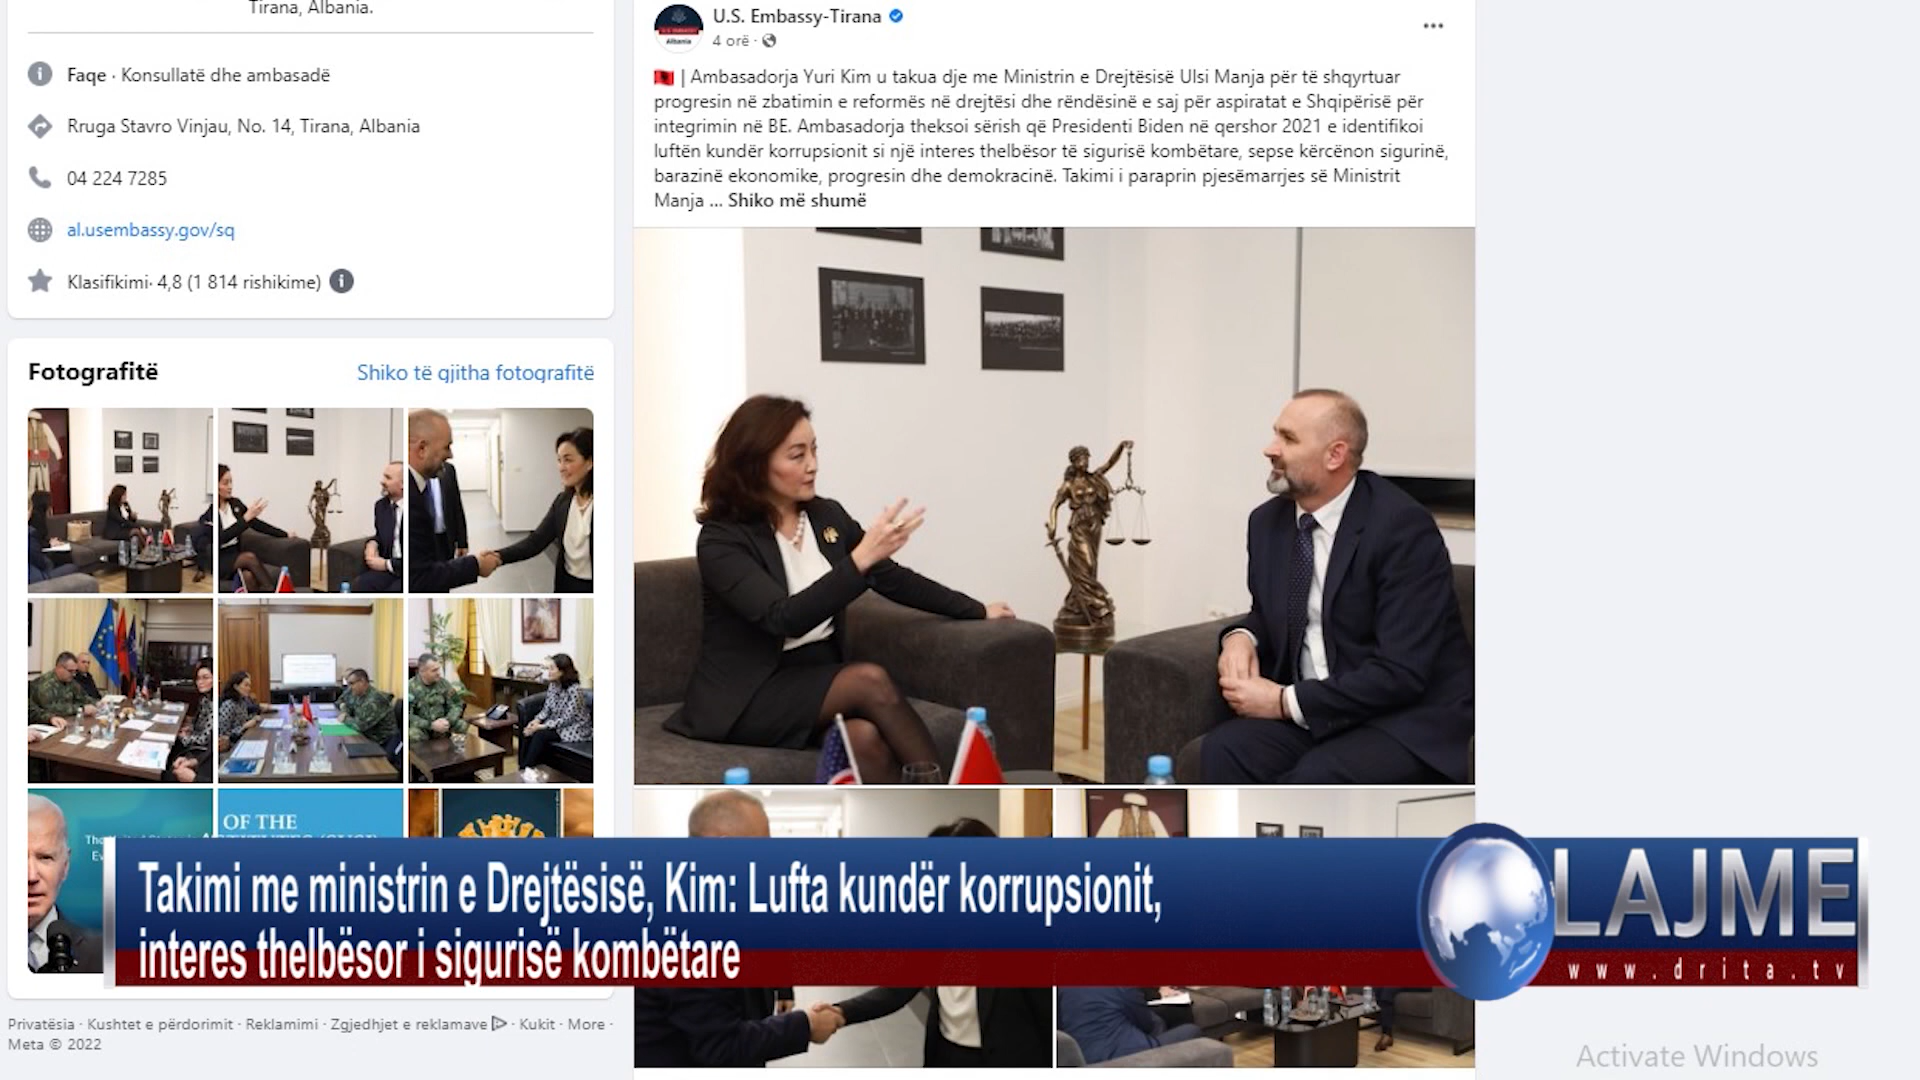 Tirana, Albania.
Faqe · Konsullatë dhe ambasadë
Rruga Stavro Vinjau, No. 14, Tirana, Albania
04 224 7285
al.usembassy.gov/sq
Klasifikimi· 4,8 (1 814 rishikime)
Fotografitë
Shiko të gjitha fotografitë
OF THE
Privatësia · Kushtet e përdorimit · Reklamimi · Zgjedhjet e reklamave · Kukit · More ·
Meta © 2022
U.S. Embassy-Tirana
4 orë ·
| Ambasadorja Yuri Kim u takua dje me Ministrin e Drejtësisë Ulsi Manja për të shqyrtuar
progresin në zbatimin e reformës në drejtësi dhe rëndësinë e saj për aspiratat e Shqipërisë për
integrimin në BE. Ambasadorja theksoi sërish që Presidenti Biden në qershor 2021 e identifikoi
luftën kundër korrupsionit si një interes thelbësor të sigurisë kombëtare, sepse kërcënon sigurinë,
barazinë ekonomike, progresin dhe demokracinë. Takimi i paraprin pjesëmarrjes së Ministrit
Manja ... Shiko më shumë
Takimi me ministrin e Drejtësisë, Kim: Lufta kundër korrupsionit,
interes thelbësor i sigurisë kombëtare
LAJME
www.drita.tv
Activate Windows